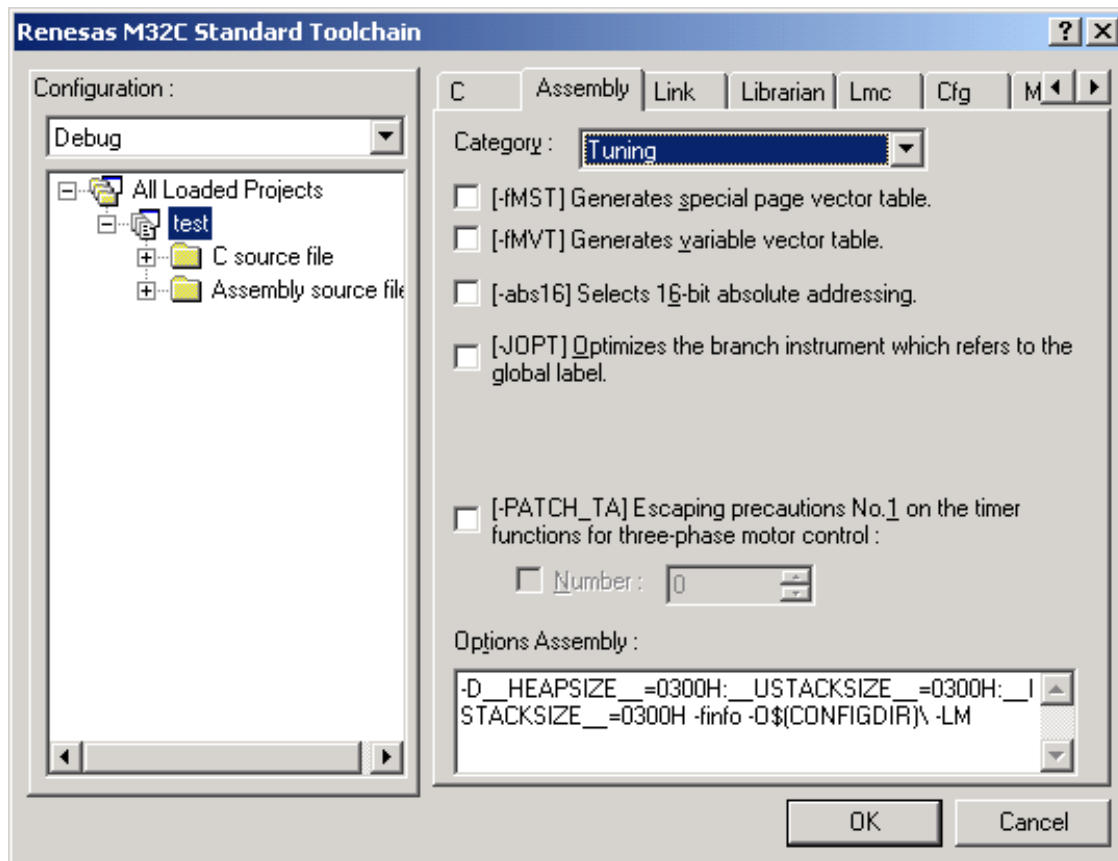 Renesas M32C Standard Toolchain
Configuration :
Debug
All Loaded Projects
test
C source file
Assembly source file
C
Assembly
Link
Librarian
Lmc
Cfg
M
Category :
Tuning
[-fMST] Generates special page vector table.
[-fMVT] Generates variable vector table.
[-abs16] Selects 16-bit absolute addressing.
[-JOPT] Optimizes the branch instrument which refers to the
global label.
[-PATCH_TA] Escaping precautions No.1 on the timer
functions for three-phase motor control :
Number :
0
Options Assembly :
-D__HEAPSIZE__=0300H:__USTACKSIZE__=0300H:__I
STACKSIZE__=0300H -finfo -O$(CONFIGDIR)\ -LM
OK
Cancel